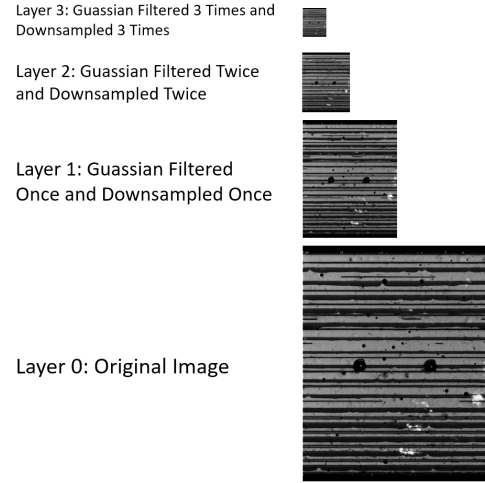 Layer 3: Guassian Filtered 3 Times and
Downsampled 3 Times
Layer 2: Guassian Filtered Twice
and Downsampled Twice
Layer 1: Guassian Filtered
Once and Downsampled Once
Layer 0: Original Image